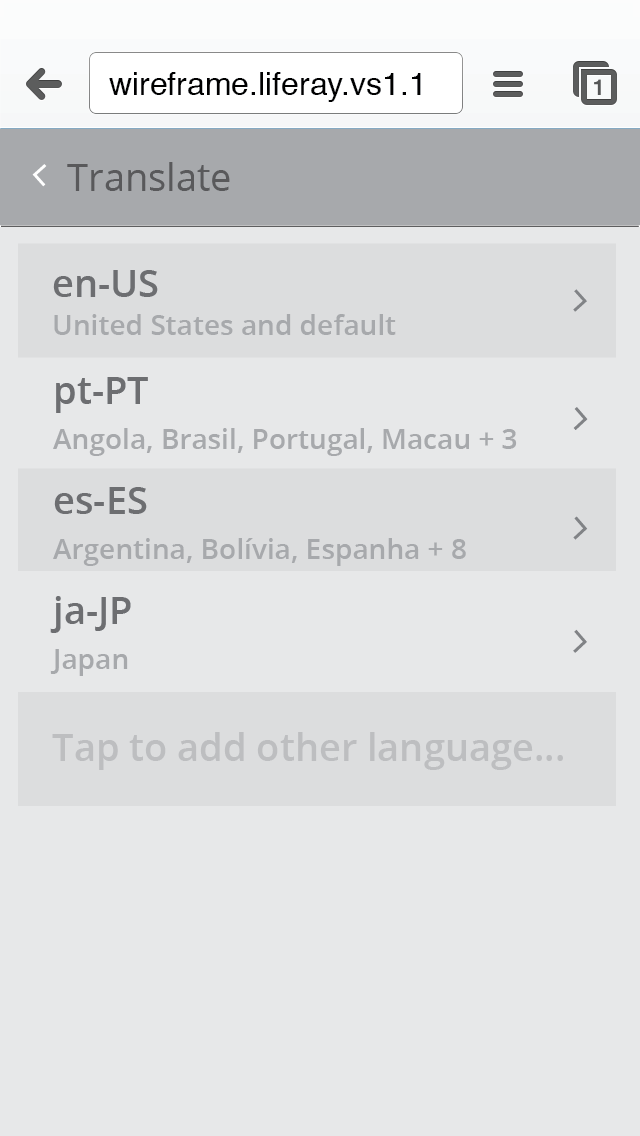 wireframe.liferay.vs1.1
1
Translate
en-US
United States and default
pt-PT
Angola, Brasil, Portugal, Macau + 3
es-ES
Argentina, Bolívia, Espanha + 8
ja-JP
Japan
Tap to add other language...